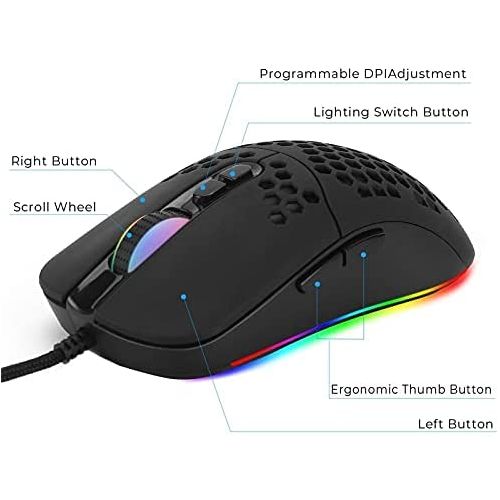 Programmable DPIAdjustment
Lighting Switch Button
Right Button
Scroll Wheel
Ergonomic Thumb Button
Left Button